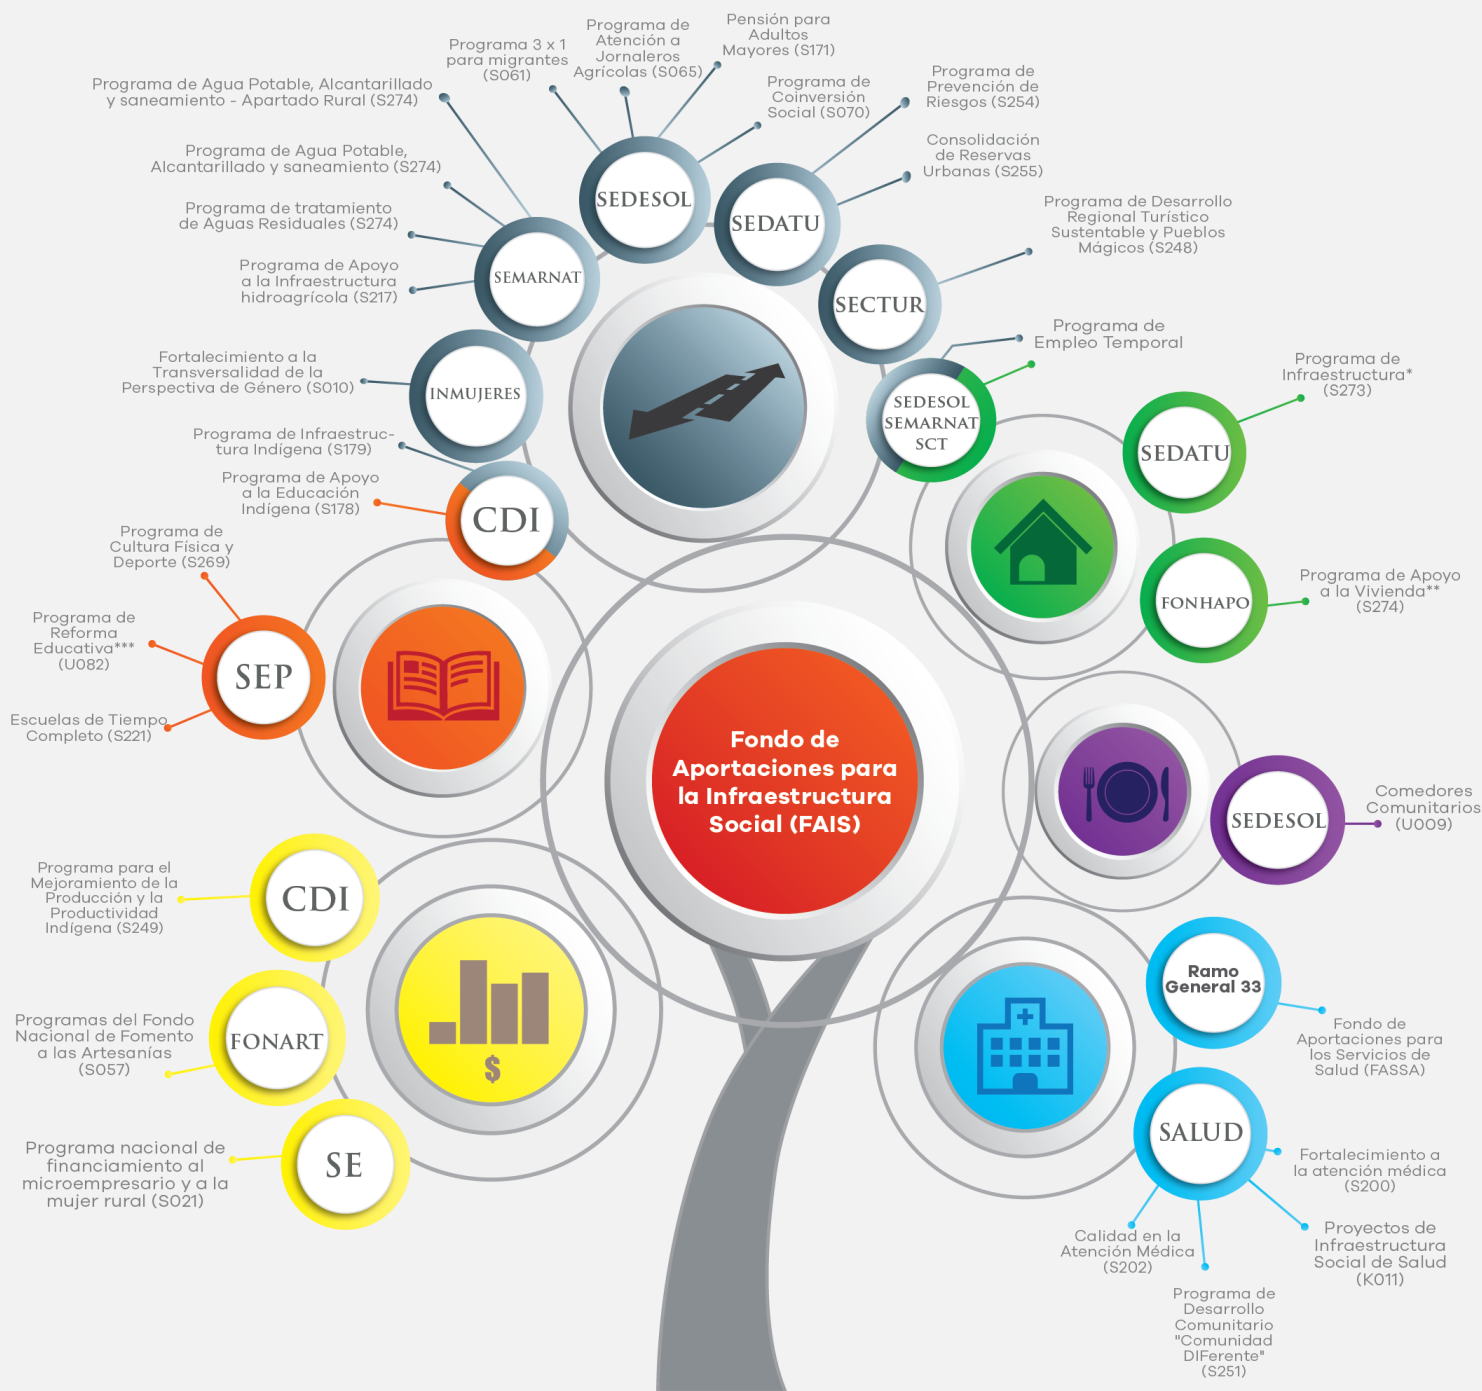 Programa de Agua Potable, Alcantarillado
y saneamiento - Apartado Rural (S274)
Programa 3 x 1
para migrantes
(S061)
Programa de
Atención a
Jornaleros
Agrícolas (S065)
Pensión para
Adultos
Mayores (S171)
Programa de
Coinversión
Social (S070)
Programa de
Prevención de
Riesgos (S254)
Consolidación
de Reservas
Urbanas (S255)
Programa de Desarrollo
Regional Turístico
Sustentable y Pueblos
Mágicos (S248)
Programa de Agua Potable,
Alcantarillado y saneamiento (S274)
Programa de tratamiento
de Aguas Residuales (S274)
Programa de Apoyo
a la Infraestructura
hidroagrícola (S217)
SEDESOL
SEDATU
SEMARNAT
SECTUR
Programa de
Empleo Temporal
Fortalecimiento a la
Transversalidad de la
Perspectiva de Género (S010)
INMUJERES
SEDESOL
SEMARNAT
SCT
Programa de Infraestruc-
tura Indígena (S179)
Programa de Apoyo
a la Educación
Indígena (S178)
CDI
Programa de
Infraestructura*
(S273)
SEDATU
FONHAPO
Programa de Apoyo
a la Vivienda**
(S274)
Programa de
Cultura Física y
Deporte (S269)
Programa de
Reforma
Educativa***
(U082)
Escuelas de Tiempo
Completo (S221)
SEP
Fondo de
Aportaciones para
la Infraestructura
Social (FAIS)
SEDESOL
Comedores
Comunitarios
(U009)
Programa para el
Mejoramiento de la
Producción y la
Productividad
Indígena (S249)
CDI
Programas del Fondo
Nacional de Fomento
a las Artesanías
(S057)
FONART
Programa nacional de
financiamiento al
microempresario y a la
mujer rural (S021)
SE
$
Ramo
General 33
Fondo de
Aportaciones para
los Servicios de
Salud (FASSA)
SALUD
Fortalecimiento a
la atención médica
(S200)
Proyectos de
Infraestructura
Social de Salud
(K011)
Calidad en la
Atención Médica
(S202)
Programa de
Desarrollo
Comunitario
"Comunidad
DIFerente"
(S251)